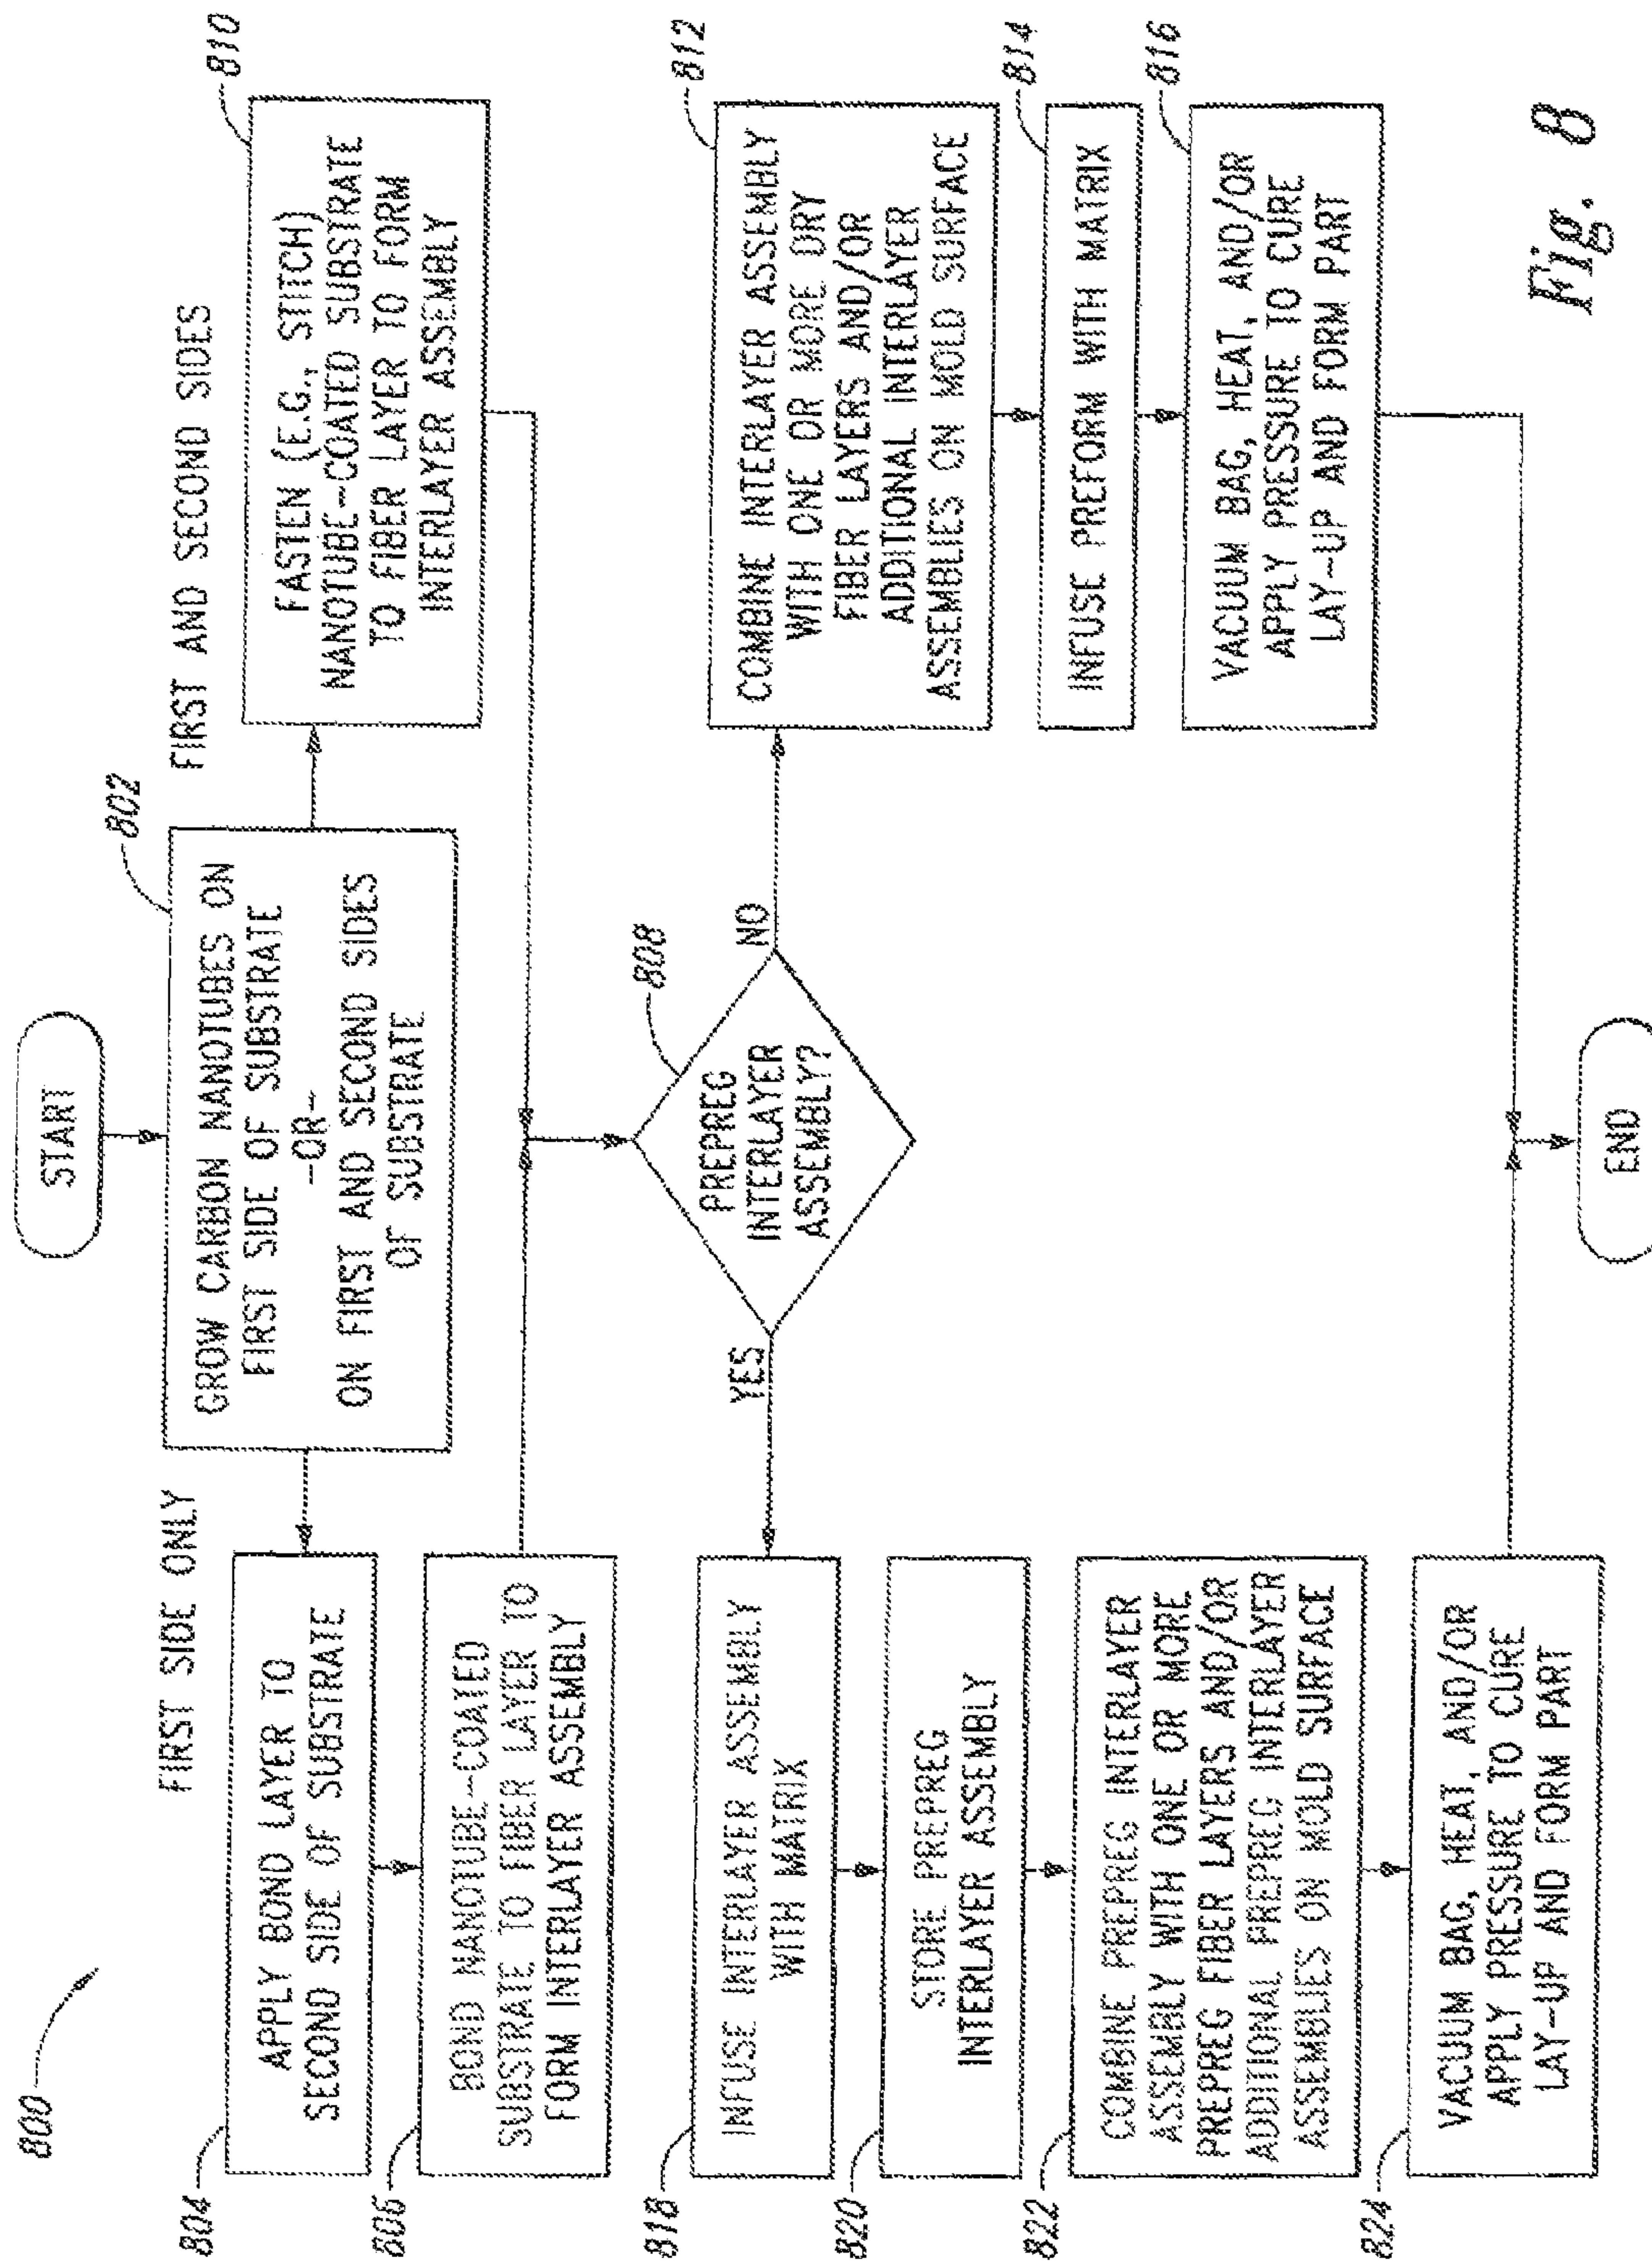 800
START
802
GROW CARBON NANOTUBES ON
FIRST SIDE OF SUBSTRATE
-OR-
ON FIRST AND SECOND SIDES
OF SUBSTRATE
FIRST SIDE ONLY
FIRST AND SECOND SIDES
804
APPLY BOND LAYER TO
SECOND SIDE OF SUBSTRATE
806
BOND NANOTUBE-COATED
SUBSTRATE TO FIBER LAYER TO
FORM INTERLAYER ASSEMBLY
810
FASTEN (E.G., STITCH)
NANOTUBE-COATED SUBSTRATE
TO FIBER LAYER TO FORM
INTERLAYER ASSEMBLY
808
PREPREG
INTERLAYER
ASSEMBLY?
YES
NO
818
INFUSE INTERLAYER ASSEMBLY
WITH MATRIX
820
STORE PREPREG
INTERLAYER ASSEMBLY
822
COMBINE PREPREG INTERLAYER
ASSEMBLY WITH ONE OR MORE
PREPREG FIBER LAYERS AND/OR
ADDITIONAL PREPREG INTERLAYER
ASSEMBLIES ON MOLD SURFACE
824
VACUUM BAG, HEAT, AND/OR
APPLY PRESSURE TO CURE
LAY-UP AND FORM PART
812
COMBINE INTERLAYER ASSEMBLY
WITH ONE OR MORE DRY
FIBER LAYERS AND/OR
ADDITIONAL INTERLAYER
ASSEMBLIES ON MOLD SURFACE
814
INFUSE PREFORM WITH MATRIX
816
VACUUM BAG, HEAT, AND/OR
APPLY PRESSURE TO CURE
LAY-UP AND FORM PART
END
Fig. 8